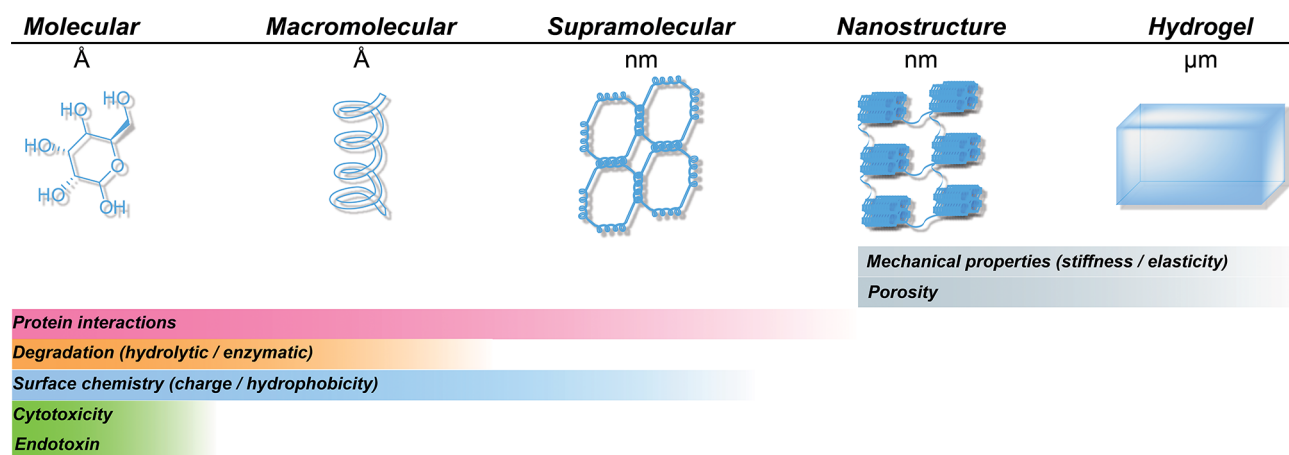 Molecular Macromolecular Supramolecular Nanostructure Hydrogel
Å Å nm nm µm
HO
HO
OH
HO
O
HO
OH
Mechanical properties (stiffness / elasticity)
Porosity
Protein interactions
Degradation (hydrolytic / enzymatic)
Surface chemistry (charge / hydrophobicity)
Cytotoxicity
Endotoxin